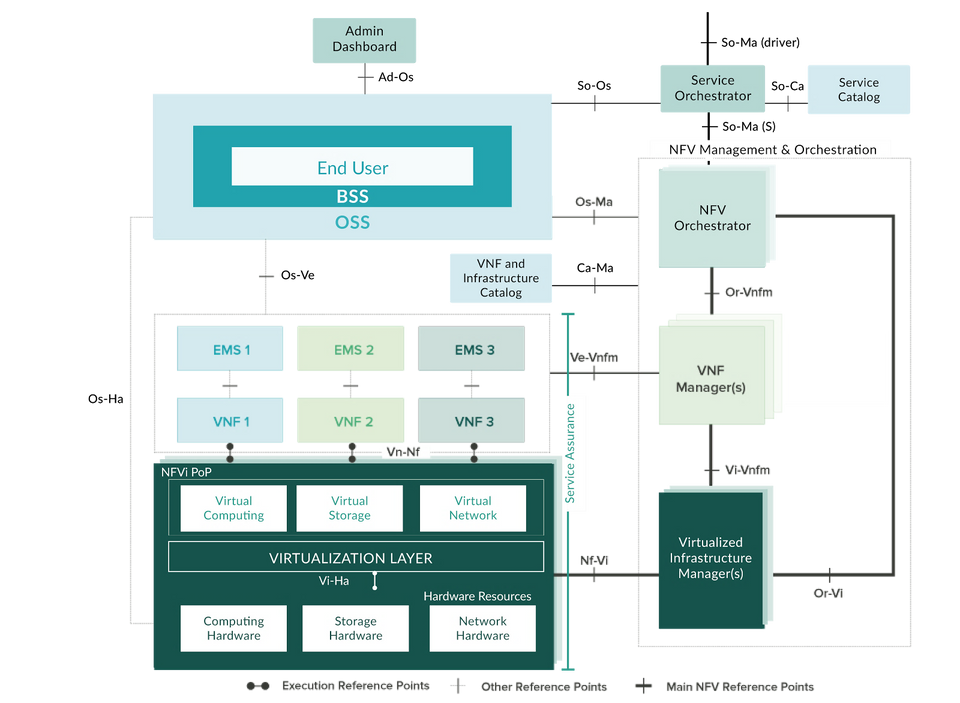 Admin
Dashboard
Ad-Os
So-Ma (driver)
So-Os
Service
Orchestrator
So-Ca
Service
Catalog
So-Ma (S)
NFV Management & Orchestration
End User
BSS
OSS
Os-Ma
NFV
Orchestrator
Os-Ve
VNF and
Infrastructure
Catalog
Ca-Ma
Or-Vnfm
EMS 1
EMS 2
EMS 3
Ve-Vnfm
VNF
Manager(s)
Os-Ha
VNF 1
VNF 2
VNF 3
Service Assurance
Vn-Nf
Vi-Vnfm
NFVi PoP
Virtual
Computing
Virtual
Storage
Virtual
Network
Virtualized
Infrastructure
Manager(s)
VIRTUALIZATION LAYER
Nf-Vi
Or-Vi
Vi-Ha
Hardware Resources
Computing
Hardware
Storage
Hardware
Network
Hardware
Execution Reference Points
Other Reference Points
Main NFV Reference Points